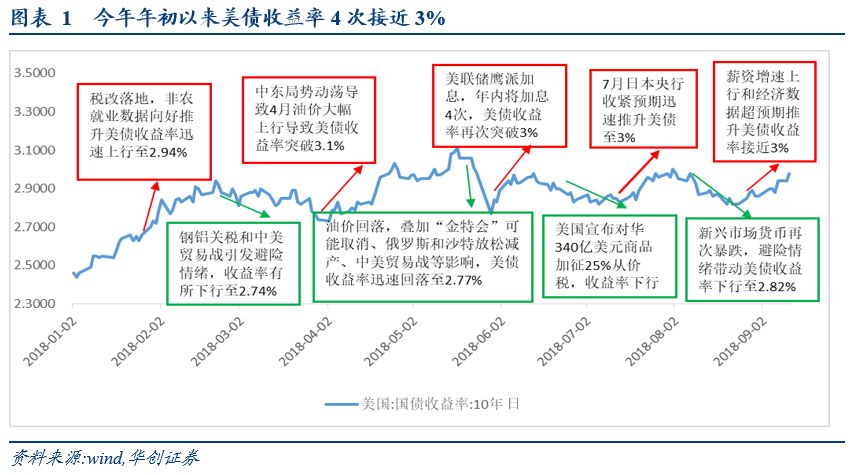 图表 1 今年年初以来美债收益率 4 次接近 3%
3.5000
3.3000
3.1000
2.9000
2.7000
2.5000
2.3000
税改落地，非农
就业数据向好推
升美债收益率迅
速上行至2.94%
中东局势动荡导
致4月油价大幅
上行导致美债收
益率突破3.1%
美联储鹰派加
息，年内将加息
4次，美债收益
率再次突破3%
7月日本央行
收紧预期迅
速推升美债
至3%
薪资增速上
行和经济数
据超预期推
升美债收益
率接近3%
钢铝关税和中美
贸易战引发避险
情绪，收益率有
所下行至2.74%
油价回落，叠加“金特会”可
能取消、俄罗斯和沙特放松减
产、中美贸易战等影响，美债
收益率迅速回落至2.77%
美国宣布对华
340亿美元商品
加征25%从价
税，收益率下行
新兴市场货币再
次暴跌，避险情
绪带动美债收益
率下行至2.82%
2018-01-02
2018-02-02
2018-03-02
2018-04-02
2018-05-02
2018-06-02
2018-07-02
2018-08-02
2018-09-02
美国:国债收益率:10年 日
资料来源:wind,华创证券